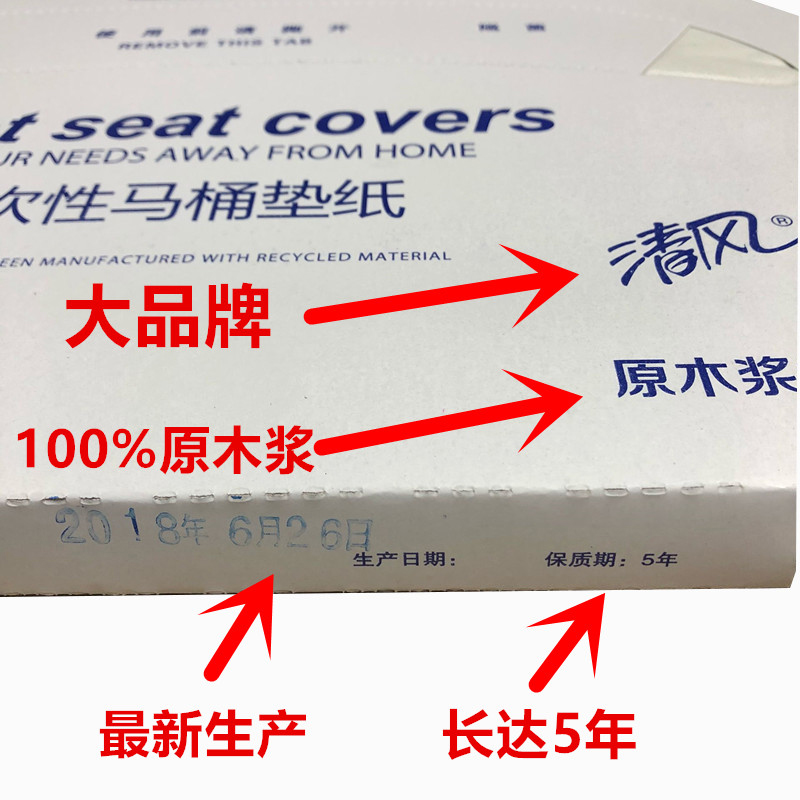 使用前请撕开
REMOVE THIS TAB
t seat covers
UR NEEDS AWAY FROM HOME
次性马桶垫纸
EEN MANUFACTURED WITH RECYCLED MATERIAL
清风®
大品牌
原木浆
100%原木浆
2018年 6月26日
生产日期:
保质期: 5年
最新生产
长达5年